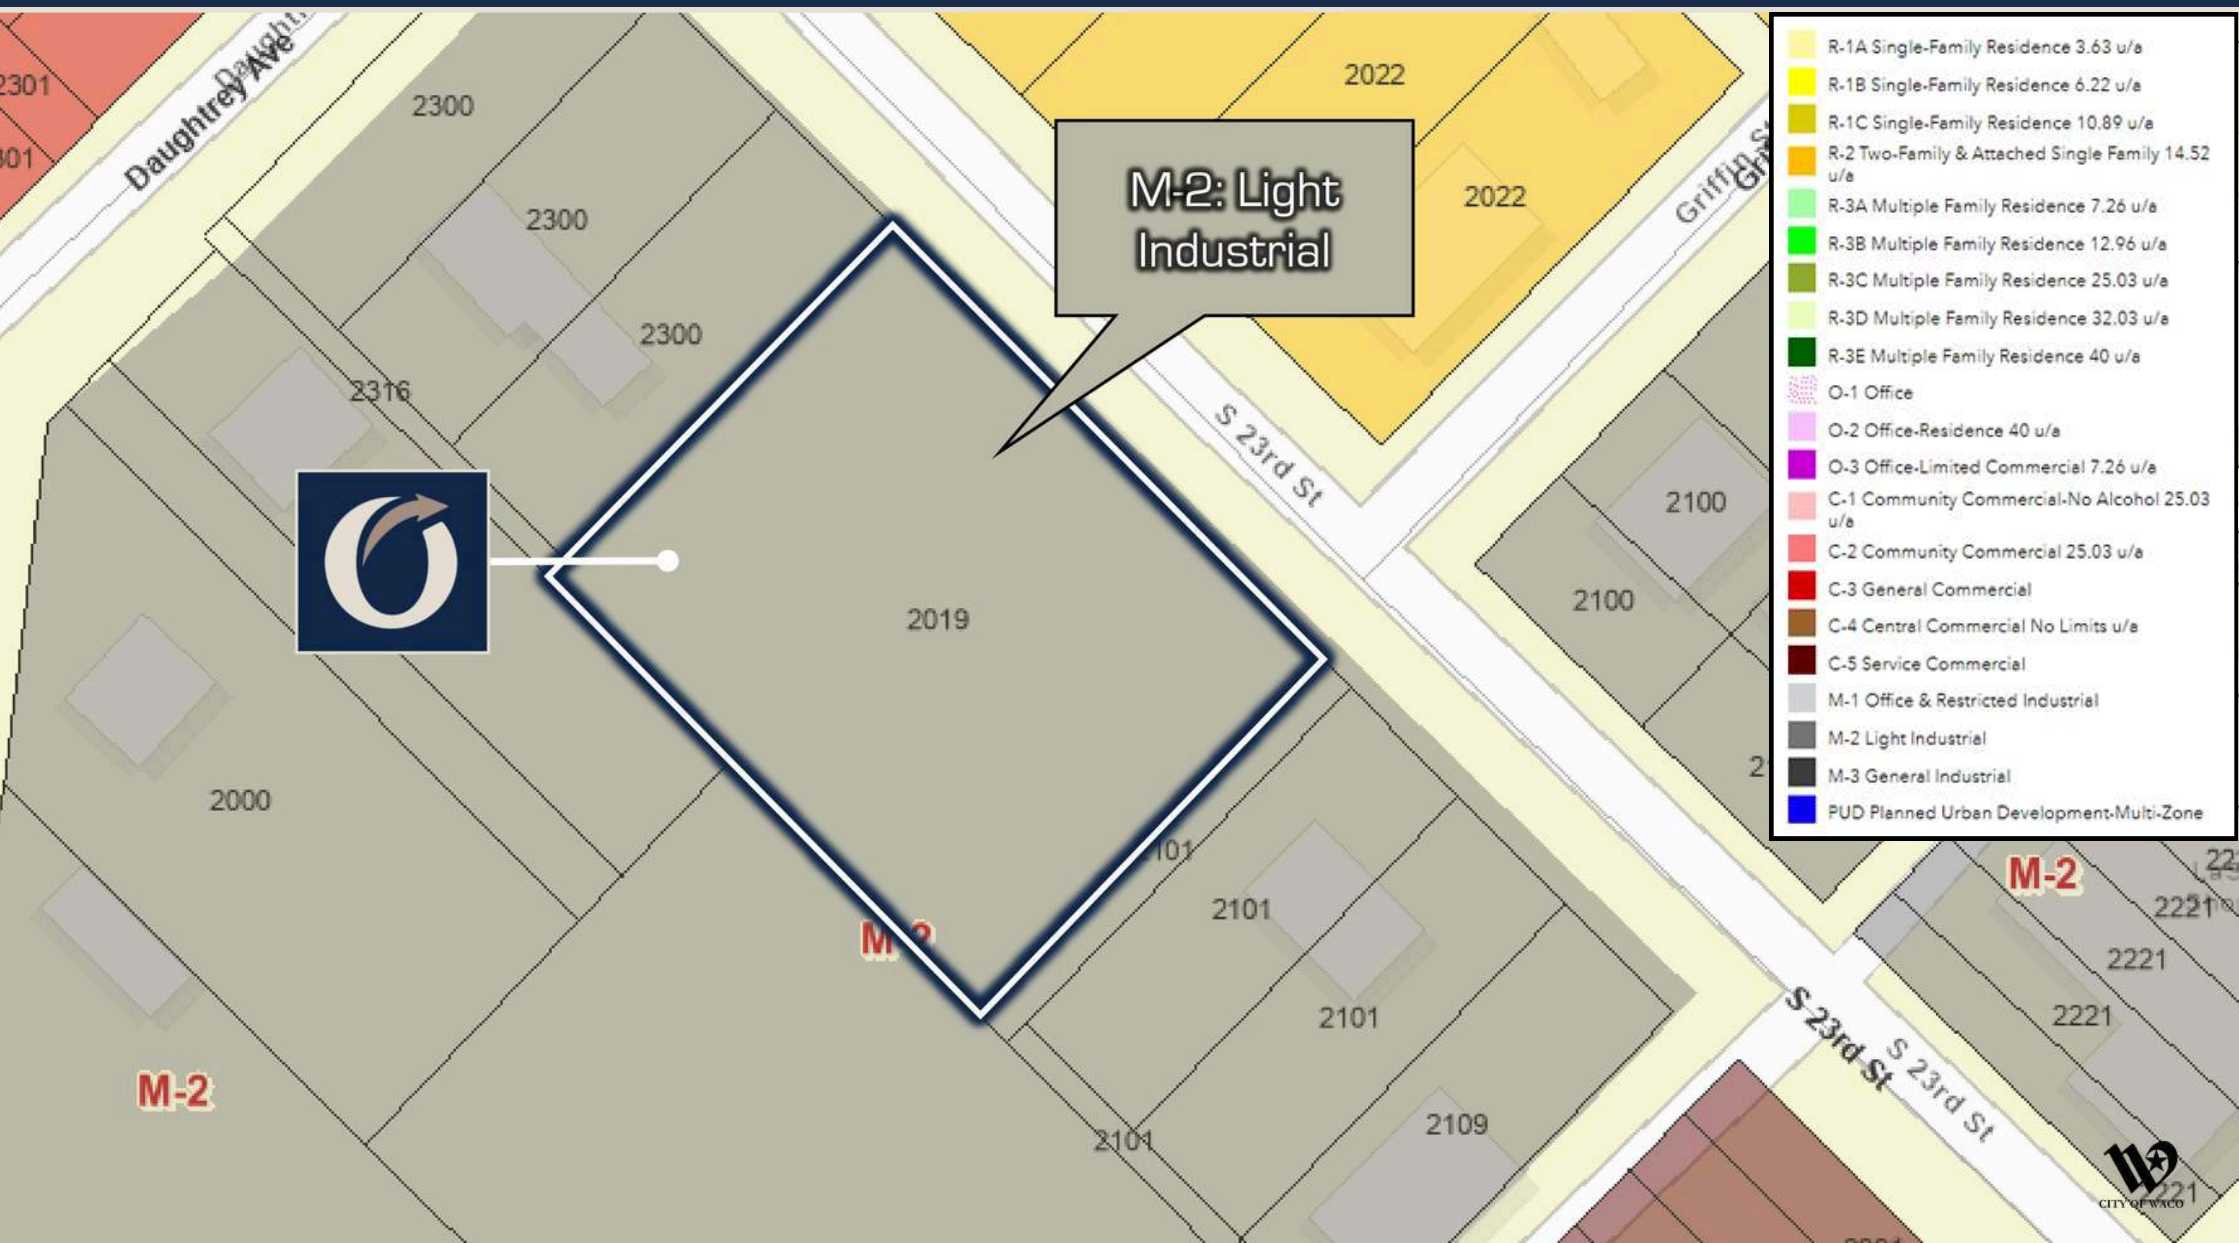 2301
301
Daughtrey Ave
2300
2300
2300
2316
M-2: Light
Industrial
2022
2022
Griffin S
S 23rd St
2019
2100
2100
2000
2101
2101
2101
2109
M-2
M-2
M-2
2221
2221
2221
2221
S 23rd St
S 23rd St
CITY OF WACO
R-1A Single-Family Residence 3.63 u/a
R-1B Single-Family Residence 6.22 u/a
R-1C Single-Family Residence 10.89 u/a
R-2 Two-Family & Attached Single Family 14.52
u/a
R-3A Multiple Family Residence 7.26 u/a
R-3B Multiple Family Residence 12.96 u/a
R-3C Multiple Family Residence 25.03 u/a
R-3D Multiple Family Residence 32.03 u/a
R-3E Multiple Family Residence 40 u/a
O-1 Office
O-2 Office-Residence 40 u/a
O-3 Office-Limited Commercial 7.26 u/a
C-1 Community Commercial-No Alcohol 25.03
u/a
C-2 Community Commercial 25.03 u/a
C-3 General Commercial
C-4 Central Commercial No Limits u/a
C-5 Service Commercial
M-1 Office & Restricted Industrial
M-2 Light Industrial
M-3 General Industrial
PUD Planned Urban Development-Multi-Zone